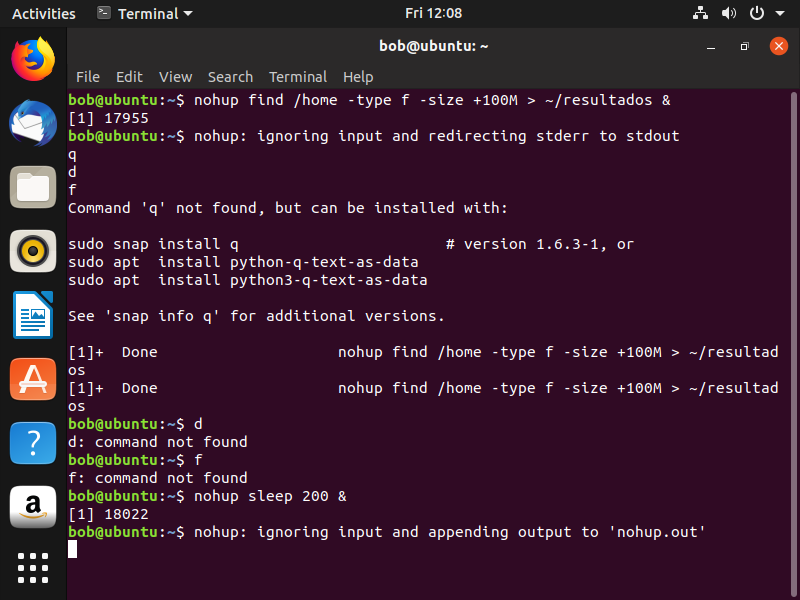 Activities Terminal Fri 12:08
bob@ubuntu: ~
File Edit View Search Terminal Help
bob@ubuntu:~$ nohup find /home -type f -size +100M > ~/resultados &
[1] 17955
bob@ubuntu:~$ nohup: ignoring input and redirecting stderr to stdout
q
d
f
Command 'q' not found, but can be installed with:
sudo snap install q # version 1.6.3-1, or
sudo apt install python-q-text-as-data
sudo apt install python3-q-text-as-data
See 'snap info q' for additional versions.
[1]+ Done nohup find /home -type f -size +100M > ~/resultad
os
[1]+ Done nohup find /home -type f -size +100M > ~/resultad
os
bob@ubuntu:~$ d
d: command not found
bob@ubuntu:~$ f
f: command not found
bob@ubuntu:~$ nohup sleep 200 &
[1] 18022
bob@ubuntu:~$ nohup: ignoring input and appending output to 'nohup.out'